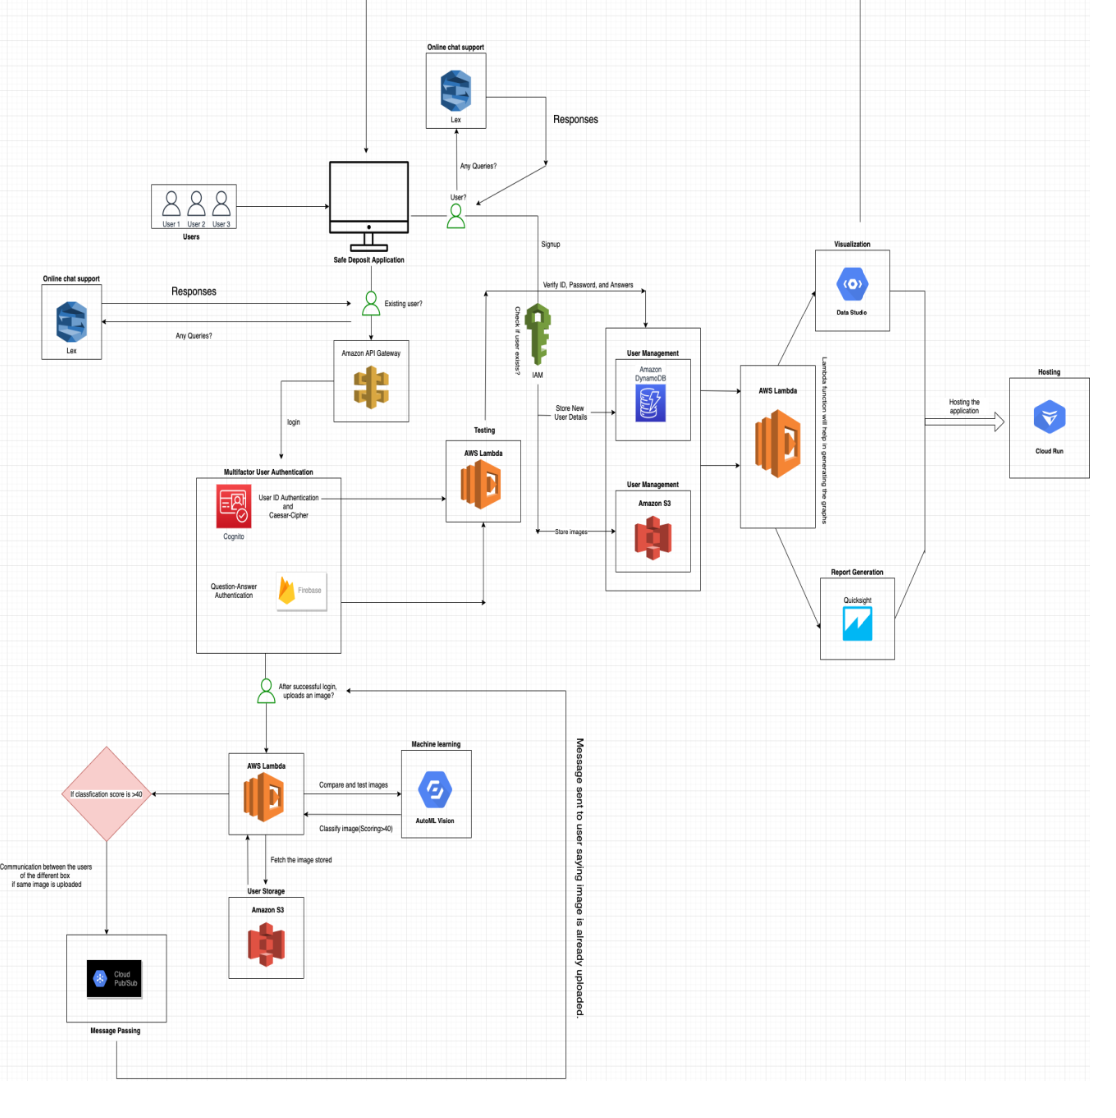 Online chat support
Lex
Responses
Any Queries?
User?
User 1 User 2 User 3
Users
Safe Deposit Application
Signup
Online chat support
Lex
Responses
Any Queries?
Existing user?
Amazon API Gateway
login
Verify ID, Password, and Answers
Check if user exists?
IAM
Store New
User Details
Store images
User Management
Amazon
DynamoDB
User Management
Amazon S3
Visualization
Data Studio
AWS Lambda
Lambda function will help in generating the graphs
Hosting the
application
Hosting
Cloud Run
Report Generation
Quicksight
Testing
AWS Lambda
Multifactor User Authentication
User ID Authentication
and
Caesar-Cipher
Cognito
Question-Answer
Authentication
Firebase
After successful login,
uploads an image?
AWS Lambda
Compare and test images
Classify image(Scoring>40)
Machine learning
AutoML Vision
If classfication score is >40
Fetch the image stored
User Storage
Amazon S3
Communication between the users
of the different box
if same image is uploaded
Cloud
Pub/Sub
Message Passing
Message sent to user saying image is already uploaded.